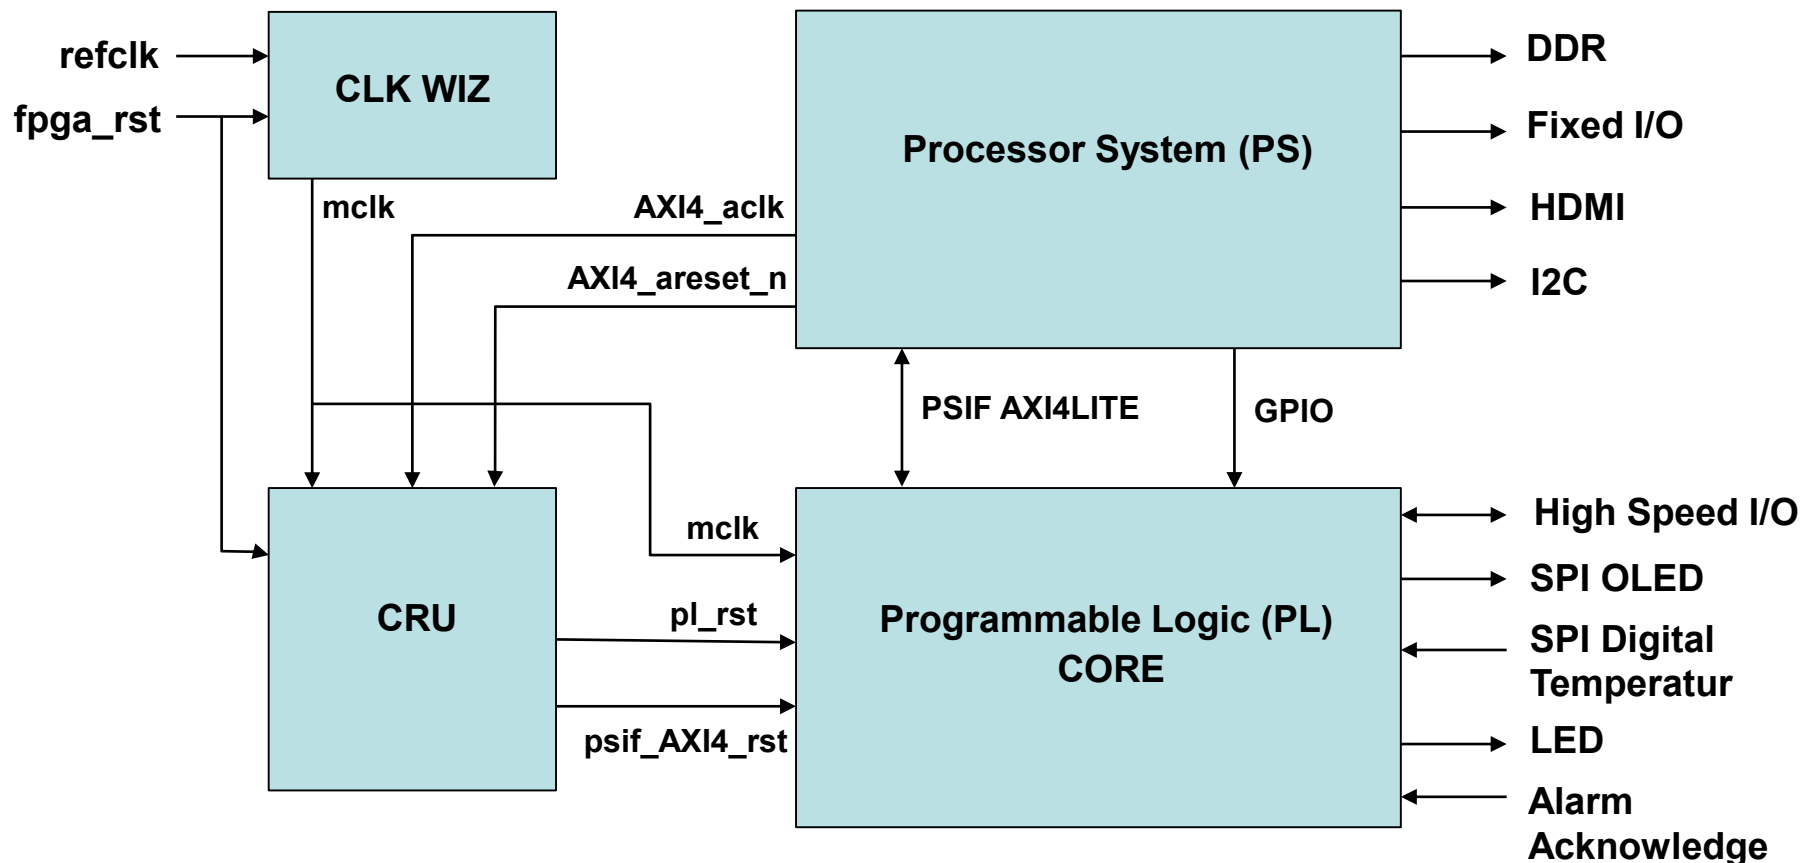 refclk
fpga_rst
CLK WIZ
mclk
AXI4_aclk
AXI4_areset_n
Processor System (PS)
DDR
Fixed I/O
HDMI
I2C
PSIF AXI4LITE
GPIO
CRU
mclk
pl_rst
psif_AXI4_rst
Programmable Logic (PL)
CORE
High Speed I/O
SPI OLED
SPI Digital
Temperatur
LED
Alarm
Acknowledge